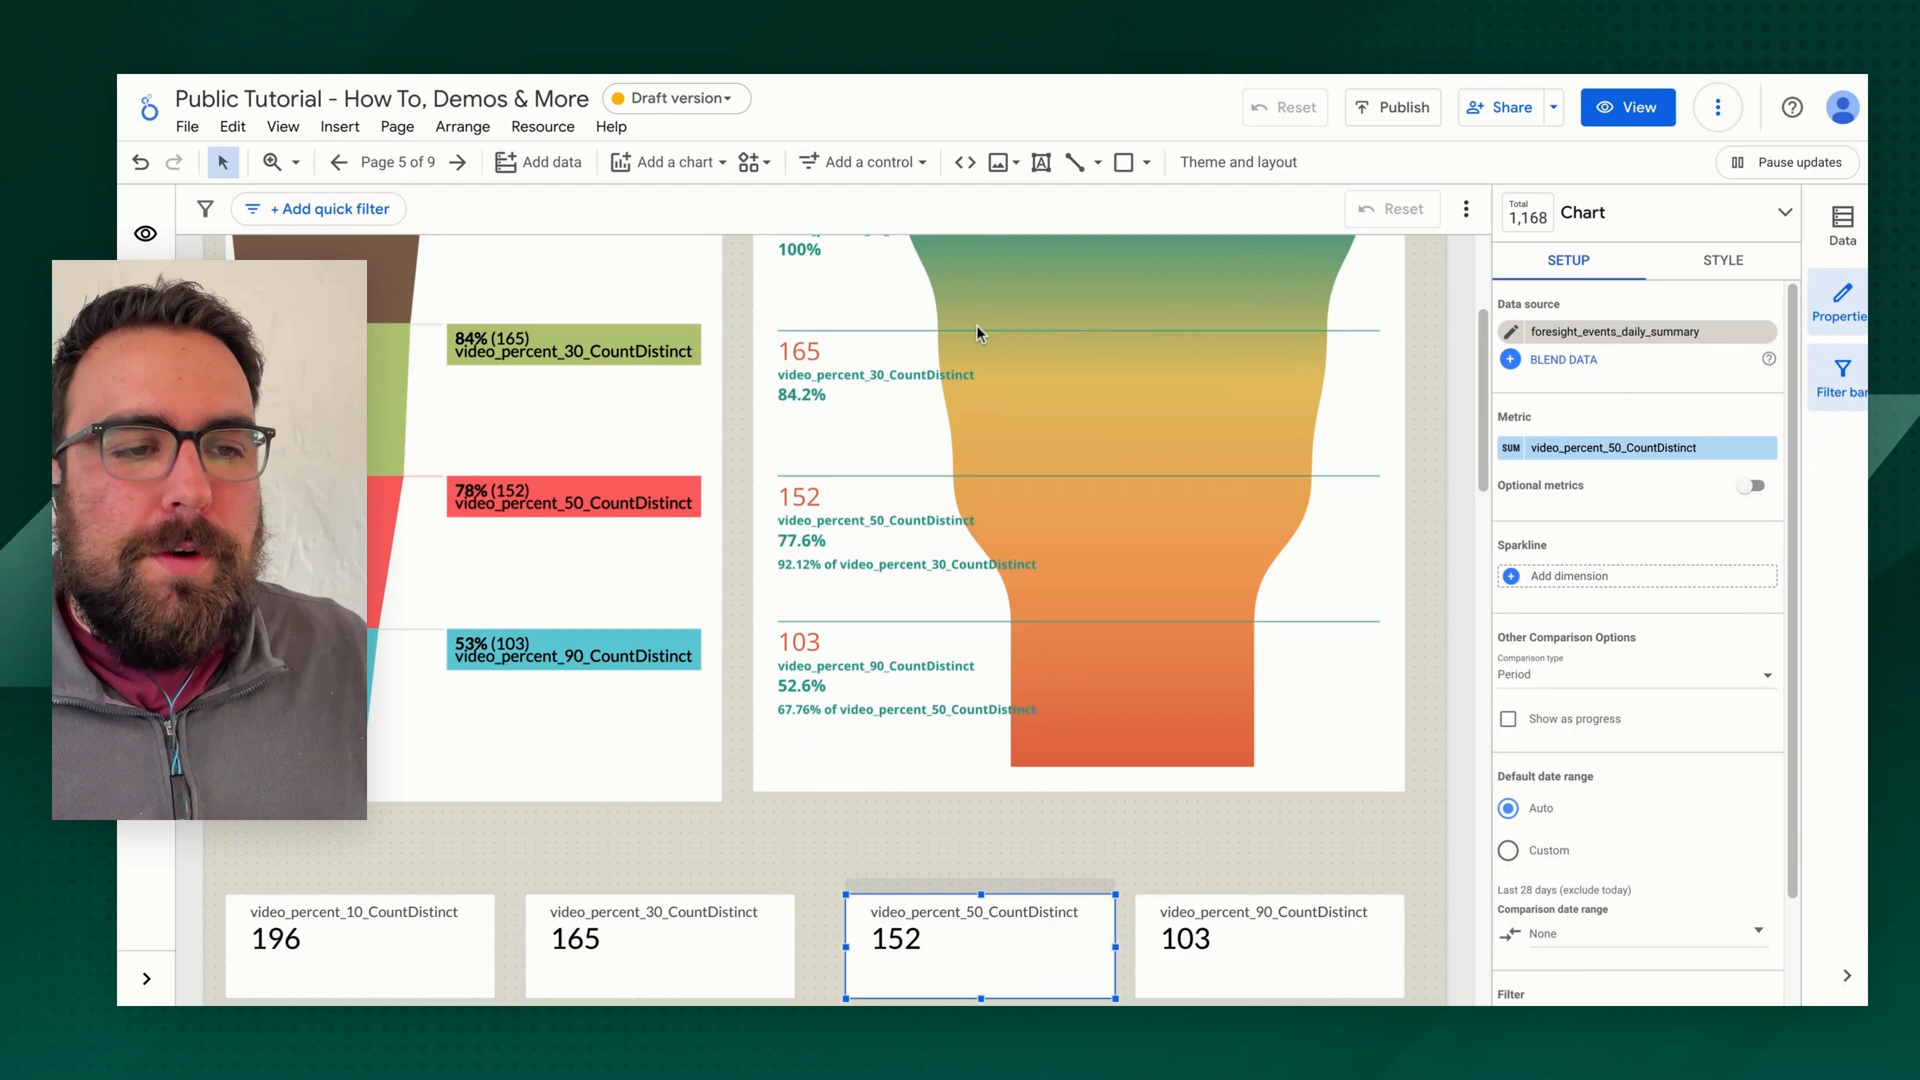 Public Tutorial - How To, Demos & More
Draft version
Reset
Publish
Share
View
File Edit View Insert Page Arrange Resource Help
Page 5 of 9
Add data
Add a chart
Add a control
Theme and layout
Pause updates
+ Add quick filter
Reset
84% (165)
video_percent_30_CountDistinct
78% (152)
video_percent_50_CountDistinct
53% (103)
video_percent_90_CountDistinct
100%
165
video_percent_30_CountDistinct
84.2%
152
video_percent_50_CountDistinct
77.6%
92.12% of video_percent_30_CountDistinct
103
video_percent_90_CountDistinct
52.6%
67.76% of video_percent_50_CountDistinct
video_percent_10_CountDistinct
196
video_percent_30_CountDistinct
165
video_percent_50_CountDistinct
152
video_percent_90_CountDistinct
103
Total
1,168
Chart
SETUP
STYLE
Data source
foresight_events_daily_summary
BLEND DATA
Metric
SUM video_percent_50_CountDistinct
Optional metrics
Sparkline
Add dimension
Other Comparison Options
Comparison type
Period
Show as progress
Default date range
Auto
Custom
Last 28 days (exclude today)
Comparison date range
None
Filter
Data
Propertie
Filter bar